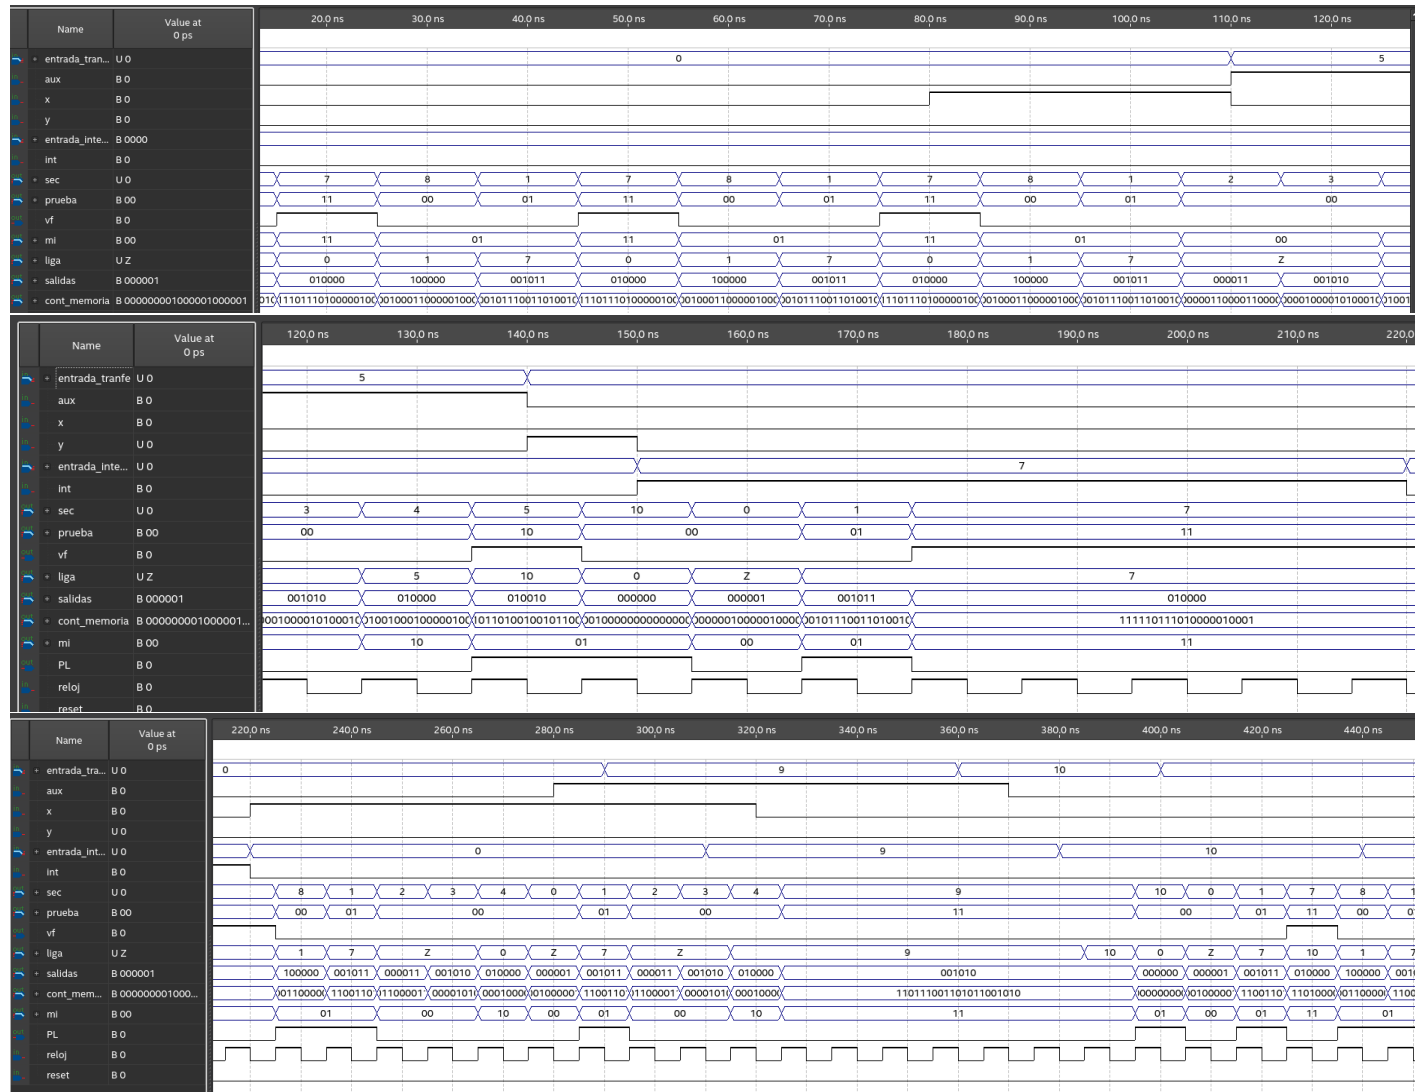 Name Value at 0 ps 20.0 ns 30.0 ns 40.0 ns 50.0 ns 60.0 ns 70.0 ns 80.0 ns 90.0 ns 100.0 ns 110.0 ns 120.0 ns
entrada_tran... U 0 0 5
aux B 0
x B 0
y B 0
entrada_inte... B 0000
int B 0
sec U 0 7 8 1 7 8 1 7 8 1 2 3
prueba B 00 11 00 01 11 00 01 11 00 01 00
vf B 0
mi B 00 11 01 11 01 11 01 00
liga U Z 0 1 7 0 1 7 0 1 7 Z
salidas B 000001 010000 100000 001011 010000 100000 001011 010000 100000 001011 000011 001010
cont_memoria B 000000001000001000001
Name Value at 0 ps 120.0 ns 130.0 ns 140.0 ns 150.0 ns 160.0 ns 170.0 ns 180.0 ns 190.0 ns 200.0 ns 210.0 ns 220.0
entrada_tranfe U 0 5
aux B 0
x B 0
y U 0
entrada_inte... U 0 7
int B 0
sec U 0 3 4 5 10 0 1 7
prueba B 00 00 10 00 01 11
vf B 0
liga U Z 5 10 0 Z 7
salidas B 000001 001010 010000 010010 000000 000001 001011 010000
cont_memoria B 000000001000001... 111110111010000010001
mi B 00 10 01 00 01 11
PL B 0
reloj B 0
reset B 0
Name Value at 0 ps 220.0 ns 240.0 ns 260.0 ns 280.0 ns 300.0 ns 320.0 ns 340.0 ns 360.0 ns 380.0 ns 400.0 ns 420.0 ns 440.0 ns
entrada_tra... U 0 0 9 10
aux B 0
x B 0
y U 0
entrada_int... U 0 0 9 10
int B 0
sec U 0 8 1 2 3 4 0 1 2 3 4 9 10 0 1 7 8 1
prueba B 00 00 01 00 01 00 11 00 01 11 00
vf B 0
liga U Z 1 7 Z 0 Z 7 Z 9 10 0 Z 7 10 1 7
salidas B 000001 100000 001011 000011 001010 010000 000001 001011 000011 001010 010000 001010 000000 000001 001011 010000 100000 001
cont_mem... B 000000001000... 110111001101011001010
mi B 00 01 00 10 00 01 00 10 11 01 00 01 11 01
PL B 0
reloj B 0
reset B 0